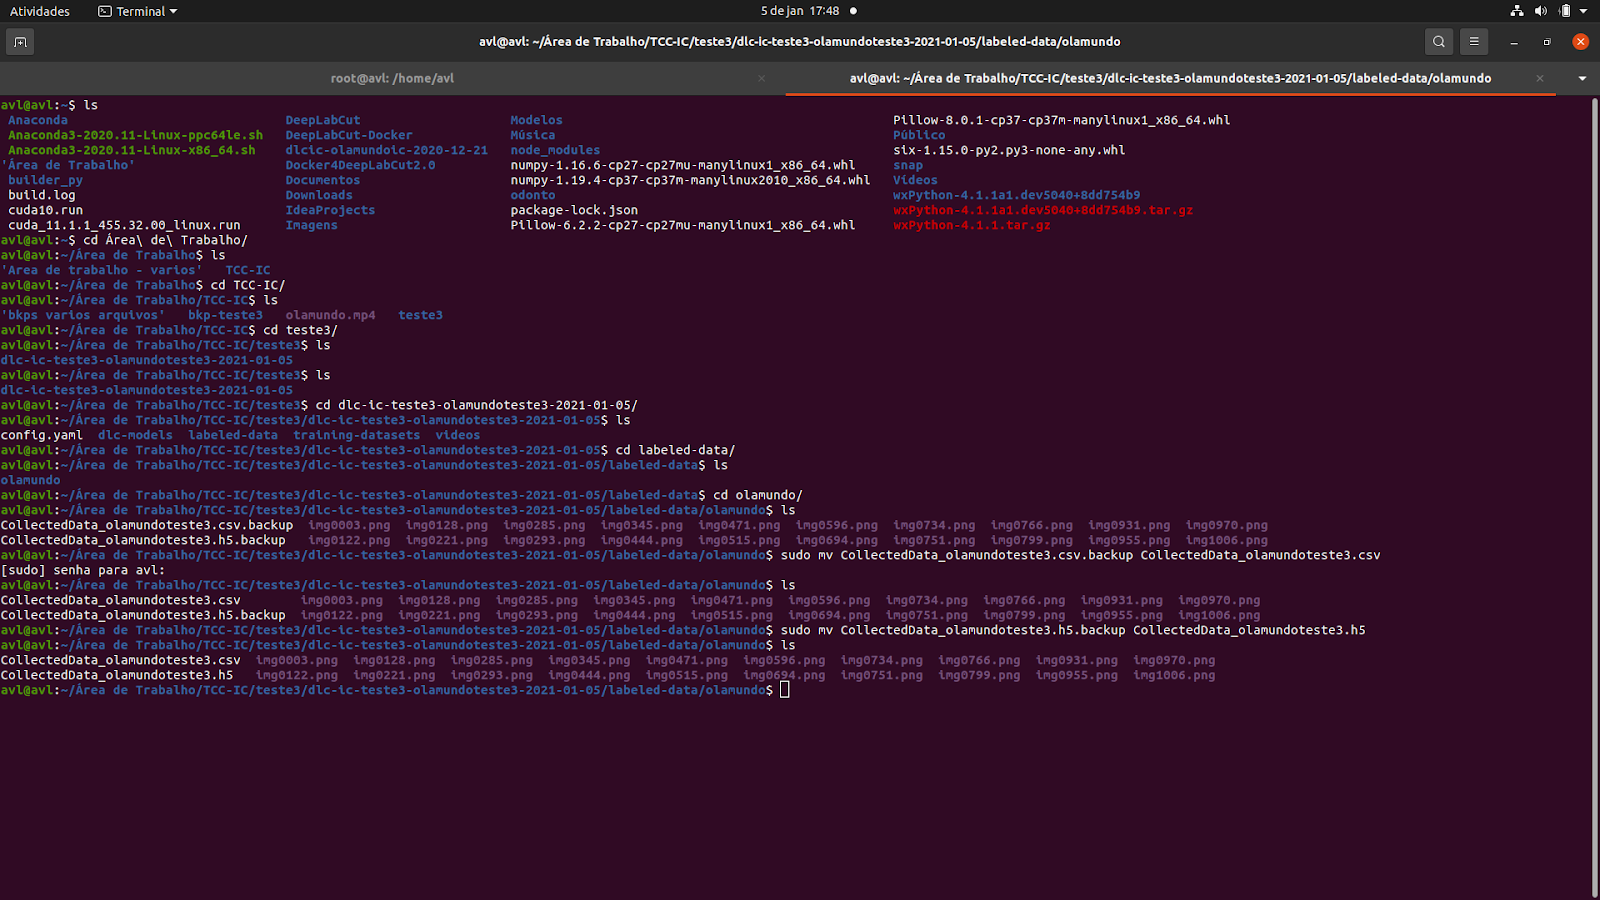 Atividades Terminal 5 de jan 17:48
avl@avl: ~/Área de Trabalho/TCC-IC/teste3/dlc-ic-teste3-olamundoteste3-2021-01-05/labeled-data/olamundo
root@avl: /home/avl avl@avl: ~/Área de Trabalho/TCC-IC/teste3/dlc-ic-teste3-olamundoteste3-2021-01-05/labeled-data/olamundo
avl@avl:~$ ls
Anaconda DeepLabCut Modelos Pillow-8.0.1-cp37-cp37m-manylinux1_x86_64.whl
Anaconda3-2020.11-Linux-ppc64le.sh DeepLabCut-Docker Música Público
Anaconda3-2020.11-Linux-x86_64.sh dlcic-olamundoic-2020-12-21 node_modules six-1.15.0-py2.py3-none-any.whl
'Área de Trabalho' Docker4DeepLabCut2.0 numpy-1.16.6-cp27-cp27mu-manylinux1_x86_64.whl snap
builder_py Documentos numpy-1.19.4-cp37-cp37m-manylinux2010_x86_64.whl Vídeos
build.log Downloads odonto wxPython-4.1.1a1.dev5040+8dd754b9
cuda10.run IdeaProjects package-lock.json wxPython-4.1.1a1.dev5040+8dd754b9.tar.gz
cuda_11.1.1_455.32.00_linux.run Imagens Pillow-6.2.2-cp27-cp27mu-manylinux1_x86_64.whl wxPython-4.1.1.tar.gz
avl@avl:~$ cd Área\ de\ Trabalho/
avl@avl:~/Área de Trabalho$ ls
'Area de trabalho - varios' TCC-IC
avl@avl:~/Área de Trabalho$ cd TCC-IC/
avl@avl:~/Área de Trabalho/TCC-IC$ ls
'bkps varios arquivos' bkp-teste3 olamundo.mp4 teste3
avl@avl:~/Área de Trabalho/TCC-IC$ cd teste3/
avl@avl:~/Área de Trabalho/TCC-IC/teste3$ ls
dlc-ic-teste3-olamundoteste3-2021-01-05
avl@avl:~/Área de Trabalho/TCC-IC/teste3$ ls
dlc-ic-teste3-olamundoteste3-2021-01-05
avl@avl:~/Área de Trabalho/TCC-IC/teste3$ cd dlc-ic-teste3-olamundoteste3-2021-01-05/
avl@avl:~/Área de Trabalho/TCC-IC/teste3/dlc-ic-teste3-olamundoteste3-2021-01-05$ ls
config.yaml dlc-models labeled-data training-datasets videos
avl@avl:~/Área de Trabalho/TCC-IC/teste3/dlc-ic-teste3-olamundoteste3-2021-01-05$ cd labeled-data/
avl@avl:~/Área de Trabalho/TCC-IC/teste3/dlc-ic-teste3-olamundoteste3-2021-01-05/labeled-data$ ls
olamundo
avl@avl:~/Área de Trabalho/TCC-IC/teste3/dlc-ic-teste3-olamundoteste3-2021-01-05/labeled-data$ cd olamundo/
avl@avl:~/Área de Trabalho/TCC-IC/teste3/dlc-ic-teste3-olamundoteste3-2021-01-05/labeled-data/olamundo$ ls
CollectedData_olamundoteste3.csv.backup img0003.png img0128.png img0285.png img0345.png img0471.png img0596.png img0734.png img0766.png img0931.png img0970.png
CollectedData_olamundoteste3.h5.backup img0122.png img0221.png img0293.png img0444.png img0515.png img0694.png img0751.png img0799.png img0955.png img1006.png
avl@avl:~/Área de Trabalho/TCC-IC/teste3/dlc-ic-teste3-olamundoteste3-2021-01-05/labeled-data/olamundo$ sudo mv CollectedData_olamundoteste3.csv.backup CollectedData_olamundoteste3.csv
[sudo] senha para avl:
avl@avl:~/Área de Trabalho/TCC-IC/teste3/dlc-ic-teste3-olamundoteste3-2021-01-05/labeled-data/olamundo$ ls
CollectedData_olamundoteste3.csv img0003.png img0128.png img0285.png img0345.png img0471.png img0596.png img0734.png img0766.png img0931.png img0970.png
CollectedData_olamundoteste3.h5.backup img0122.png img0221.png img0293.png img0444.png img0515.png img0694.png img0751.png img0799.png img0955.png img1006.png
avl@avl:~/Área de Trabalho/TCC-IC/teste3/dlc-ic-teste3-olamundoteste3-2021-01-05/labeled-data/olamundo$ sudo mv CollectedData_olamundoteste3.h5.backup CollectedData_olamundoteste3.h5
avl@avl:~/Área de Trabalho/TCC-IC/teste3/dlc-ic-teste3-olamundoteste3-2021-01-05/labeled-data/olamundo$ ls
CollectedData_olamundoteste3.csv img0003.png img0128.png img0285.png img0345.png img0471.png img0596.png img0734.png img0766.png img0931.png img0970.png
CollectedData_olamundoteste3.h5 img0122.png img0221.png img0293.png img0444.png img0515.png img0694.png img0751.png img0799.png img0955.png img1006.png
avl@avl:~/Área de Trabalho/TCC-IC/teste3/dlc-ic-teste3-olamundoteste3-2021-01-05/labeled-data/olamundo$